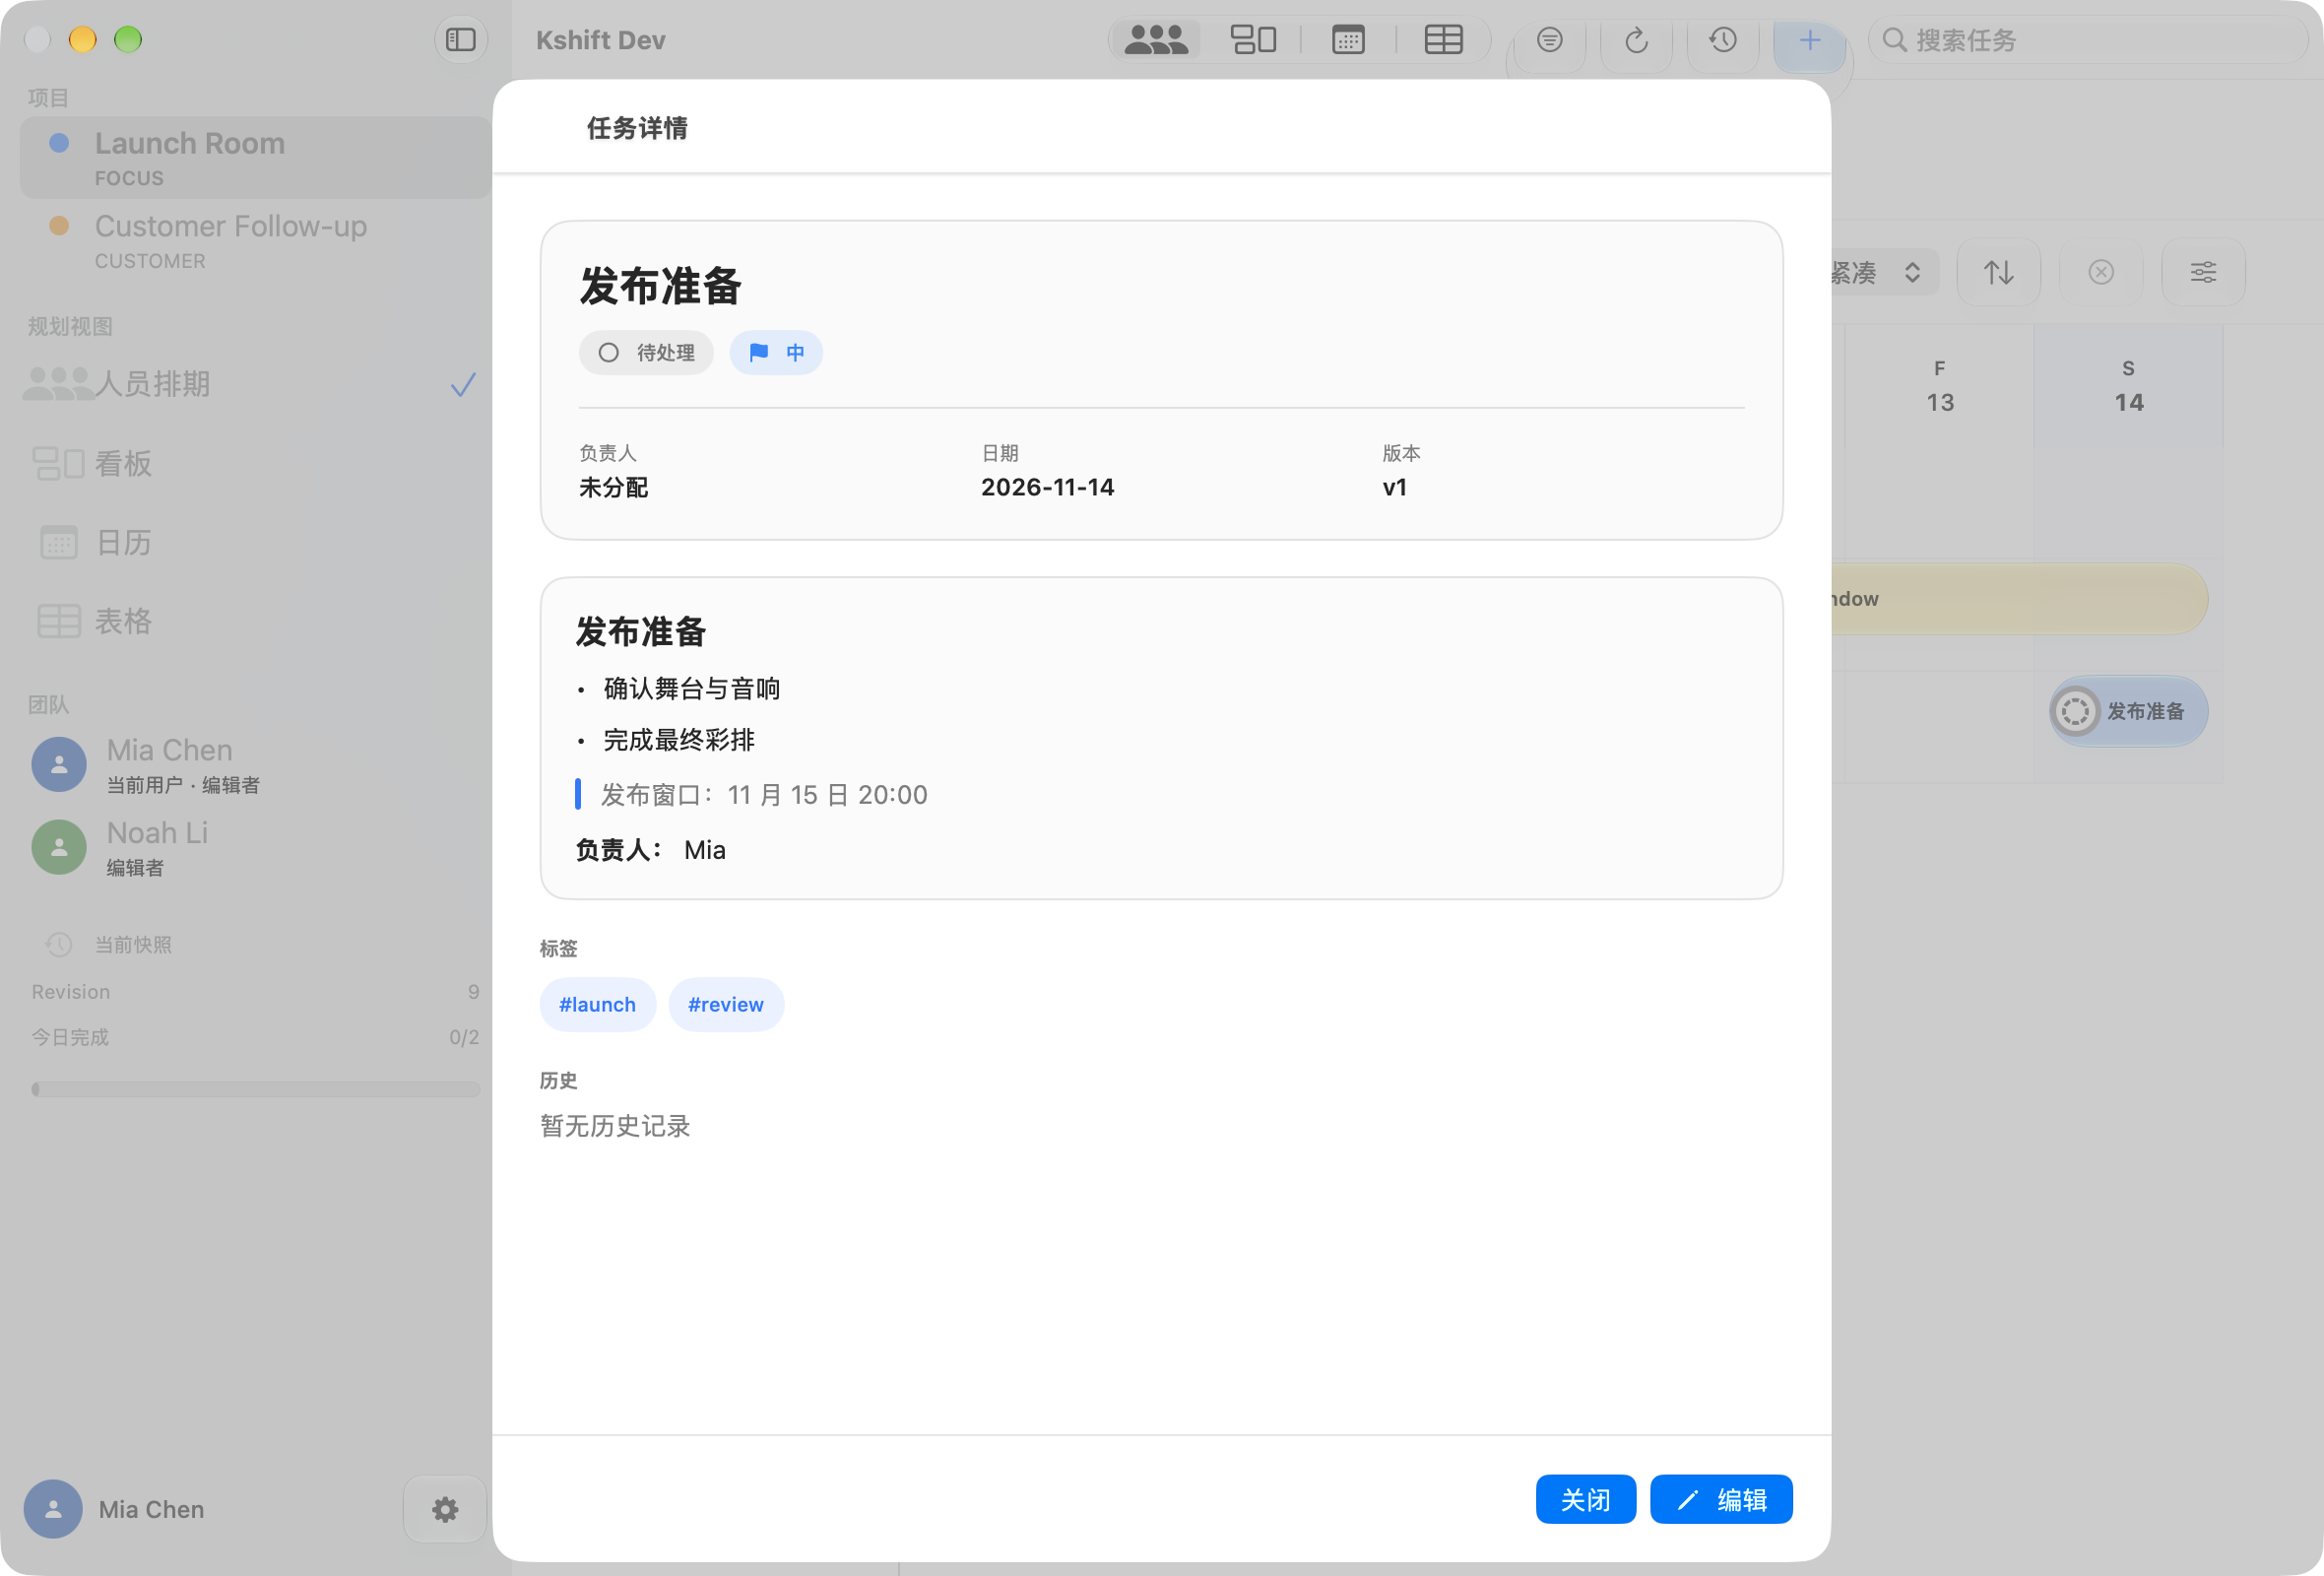 Kshift Dev
搜索任务
项目
Launch Room
FOCUS
Customer Follow-up
CUSTOMER
规划视图
人员排期
看板
日历
表格
团队
Mia Chen
当前用户 · 编辑者
Noah Li
编辑者
当前快照
Revision 9
今日完成 0/2
Mia Chen
任务详情
发布准备
待处理 中
负责人 日期 版本
未分配 2026-11-14 v1
发布准备
• 确认舞台与音响
• 完成最终彩排
发布窗口：11 月 15 日 20:00
负责人： Mia
标签
#launch #review
历史
暂无历史记录
关闭 编辑
紧凑
F S
13 14
ndow
发布准备